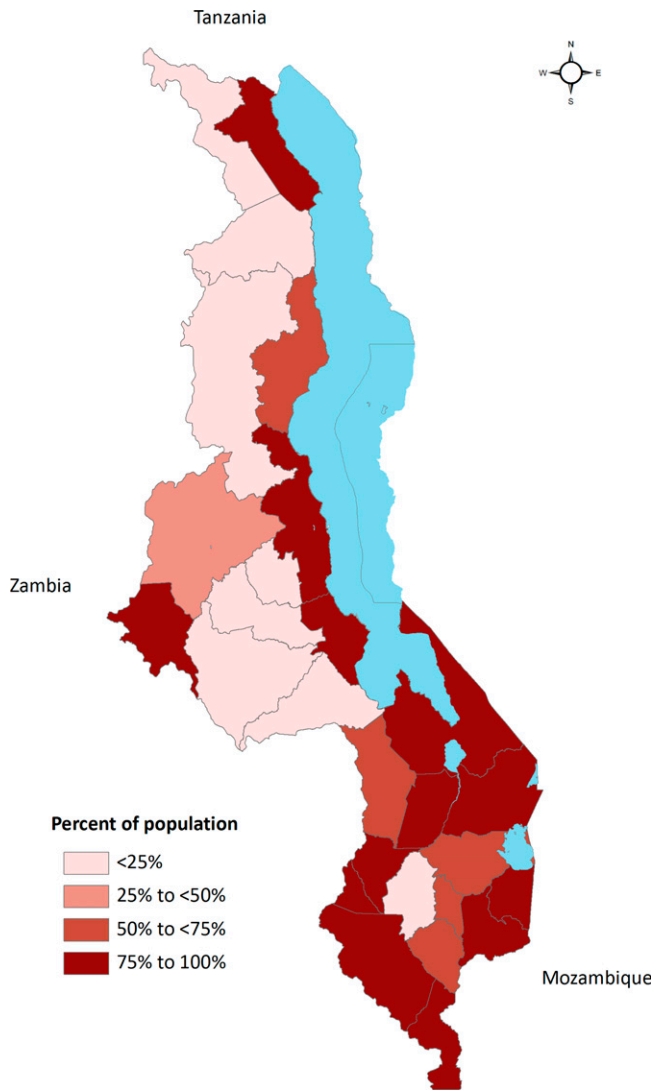 Tanzania
N
W E
S
Zambia
Percent of population
<25%
25% to <50%
50% to <75%
75% to 100%
Mozambique